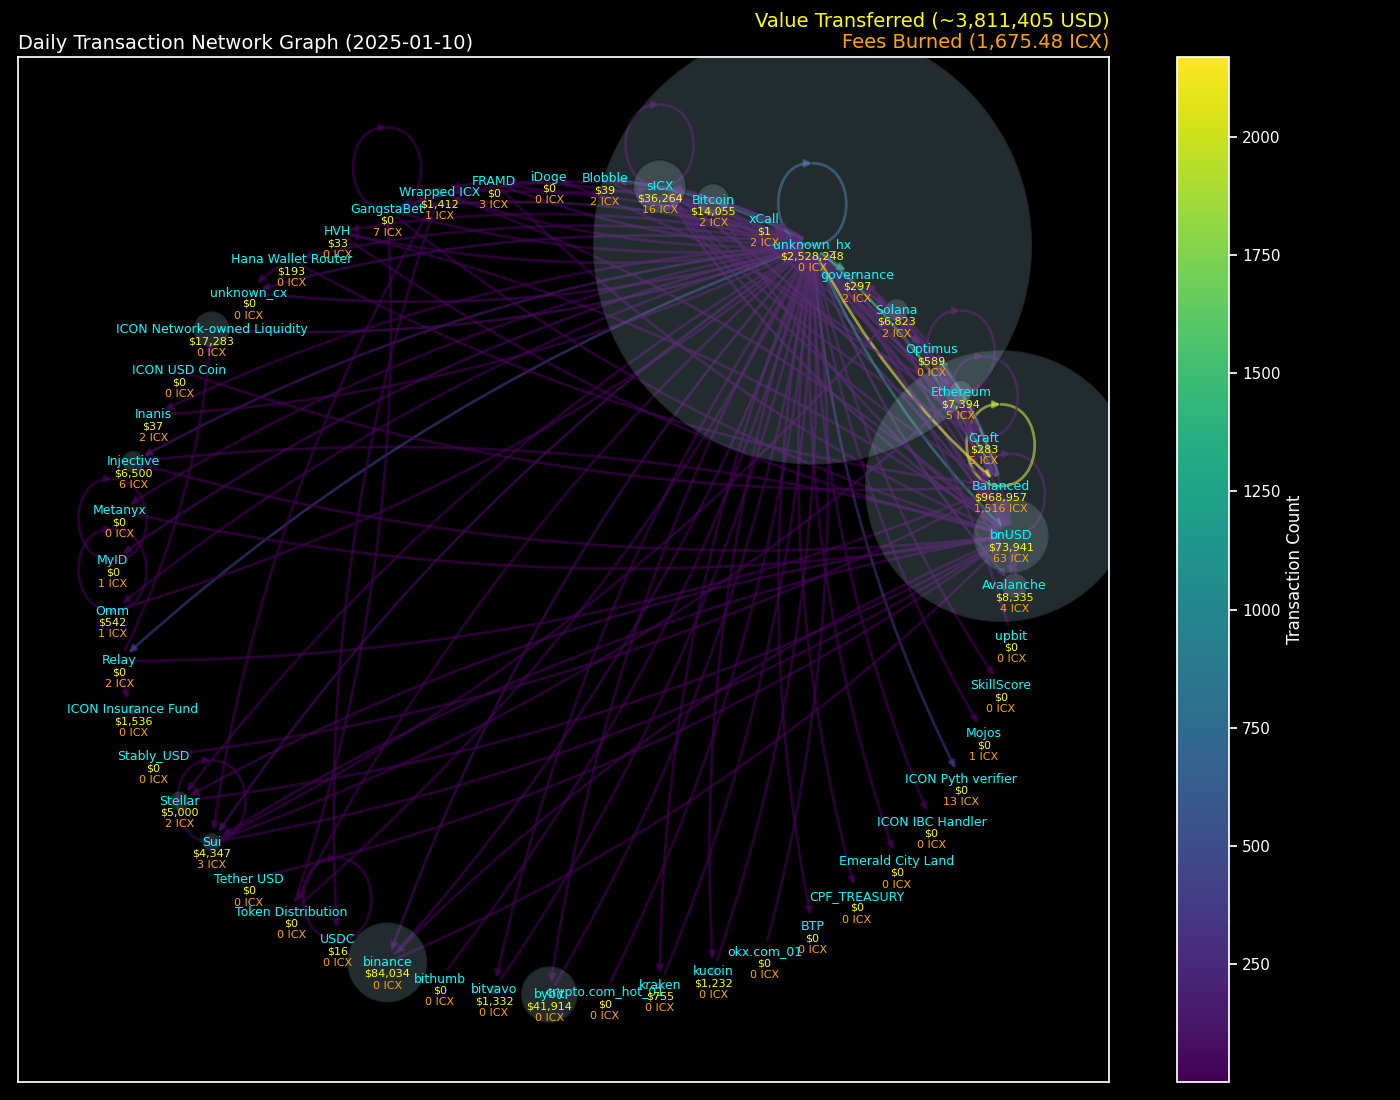 Value Transferred (~3,811,405 USD)
Daily Transaction Network Graph (2025-01-10)
Fees Burned (1,675.48 ICX)
FRAMD
$0
3 ICX
iDoge
$0
0 ICX
Blobble
$39
2 ICX
sICX
$36,264
16 ICX
Bitcoin
$14,055
2 ICX
Wrapped ICX
$1,412
1 ICX
GangstaBet
$0
7 ICX
xCall
$1
2 ICX
HVH
$33
0 ICX
unknown_hx
$2,528,248
0 ICX
Hana Wallet Router
$193
0 ICX
governance
$297
2 ICX
unknown_cx
$0
0 ICX
Solana
$6,823
2 ICX
ICON Network-owned Liquidity
$17,283
0 ICX
Optimus
$589
0 ICX
ICON USD Coin
$0
0 ICX
Ethereum
$7,394
5 ICX
Inanis
$37
2 ICX
Craft
$283
ICX
Injective
$6,500
6 ICX
Balanced
$968,957
1,516 ICX
Metanyx
$0
0 ICX
bnUSD
$73,941
63 ICX
MyID
$0
1 ICX
Avalanche
$8,335
4 ICX
Omm
$542
1 ICX
upbit
$0
0 ICX
Relay
$0
2 ICX
SkillScore
$0
0 ICX
ICON Insurance Fund
$1,536
0 ICX
Mojos
$0
1 ICX
Stably_USD
$0
0 ICX
ICON Pyth verifier
$0
13 ICX
Stellar
$5,000
2 ICX
ICON IBC Handler
$0
0 ICX
Sui
$4,347
3 ICX
Emerald City Land
$0
0 ICX
Tether USD
$0
0 ICX
CPF_TREASURY
$0
0 ICX
Token Distribution
$0
0 ICX
BTP
$0
0 ICX
USDC
$16
0 ICX
okx.com_01
$0
0 ICX
binance
$84,034
0 ICX
kucoin
$1,232
0 ICX
bithumb
$0
0 ICX
kraken
$755
0 ICX
bitvavo
$1,332
0 ICX
$41,914
0 ICX
$0
0 ICX
2000
1750
1500
1250
1000
750
500
250
Transaction Count